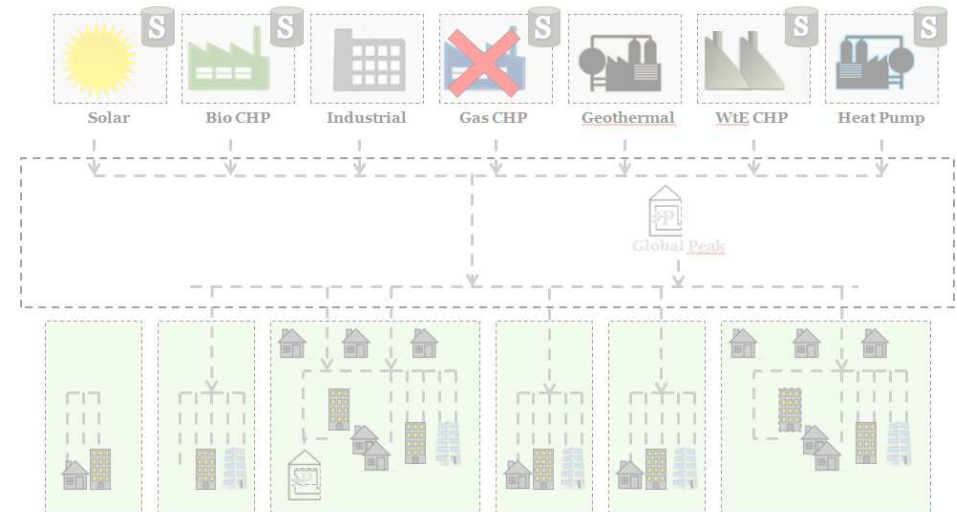 S S S S S
Solar Bio CHP Industrial Gas CHP Geothermal WtE CHP Heat Pump
Global Peak